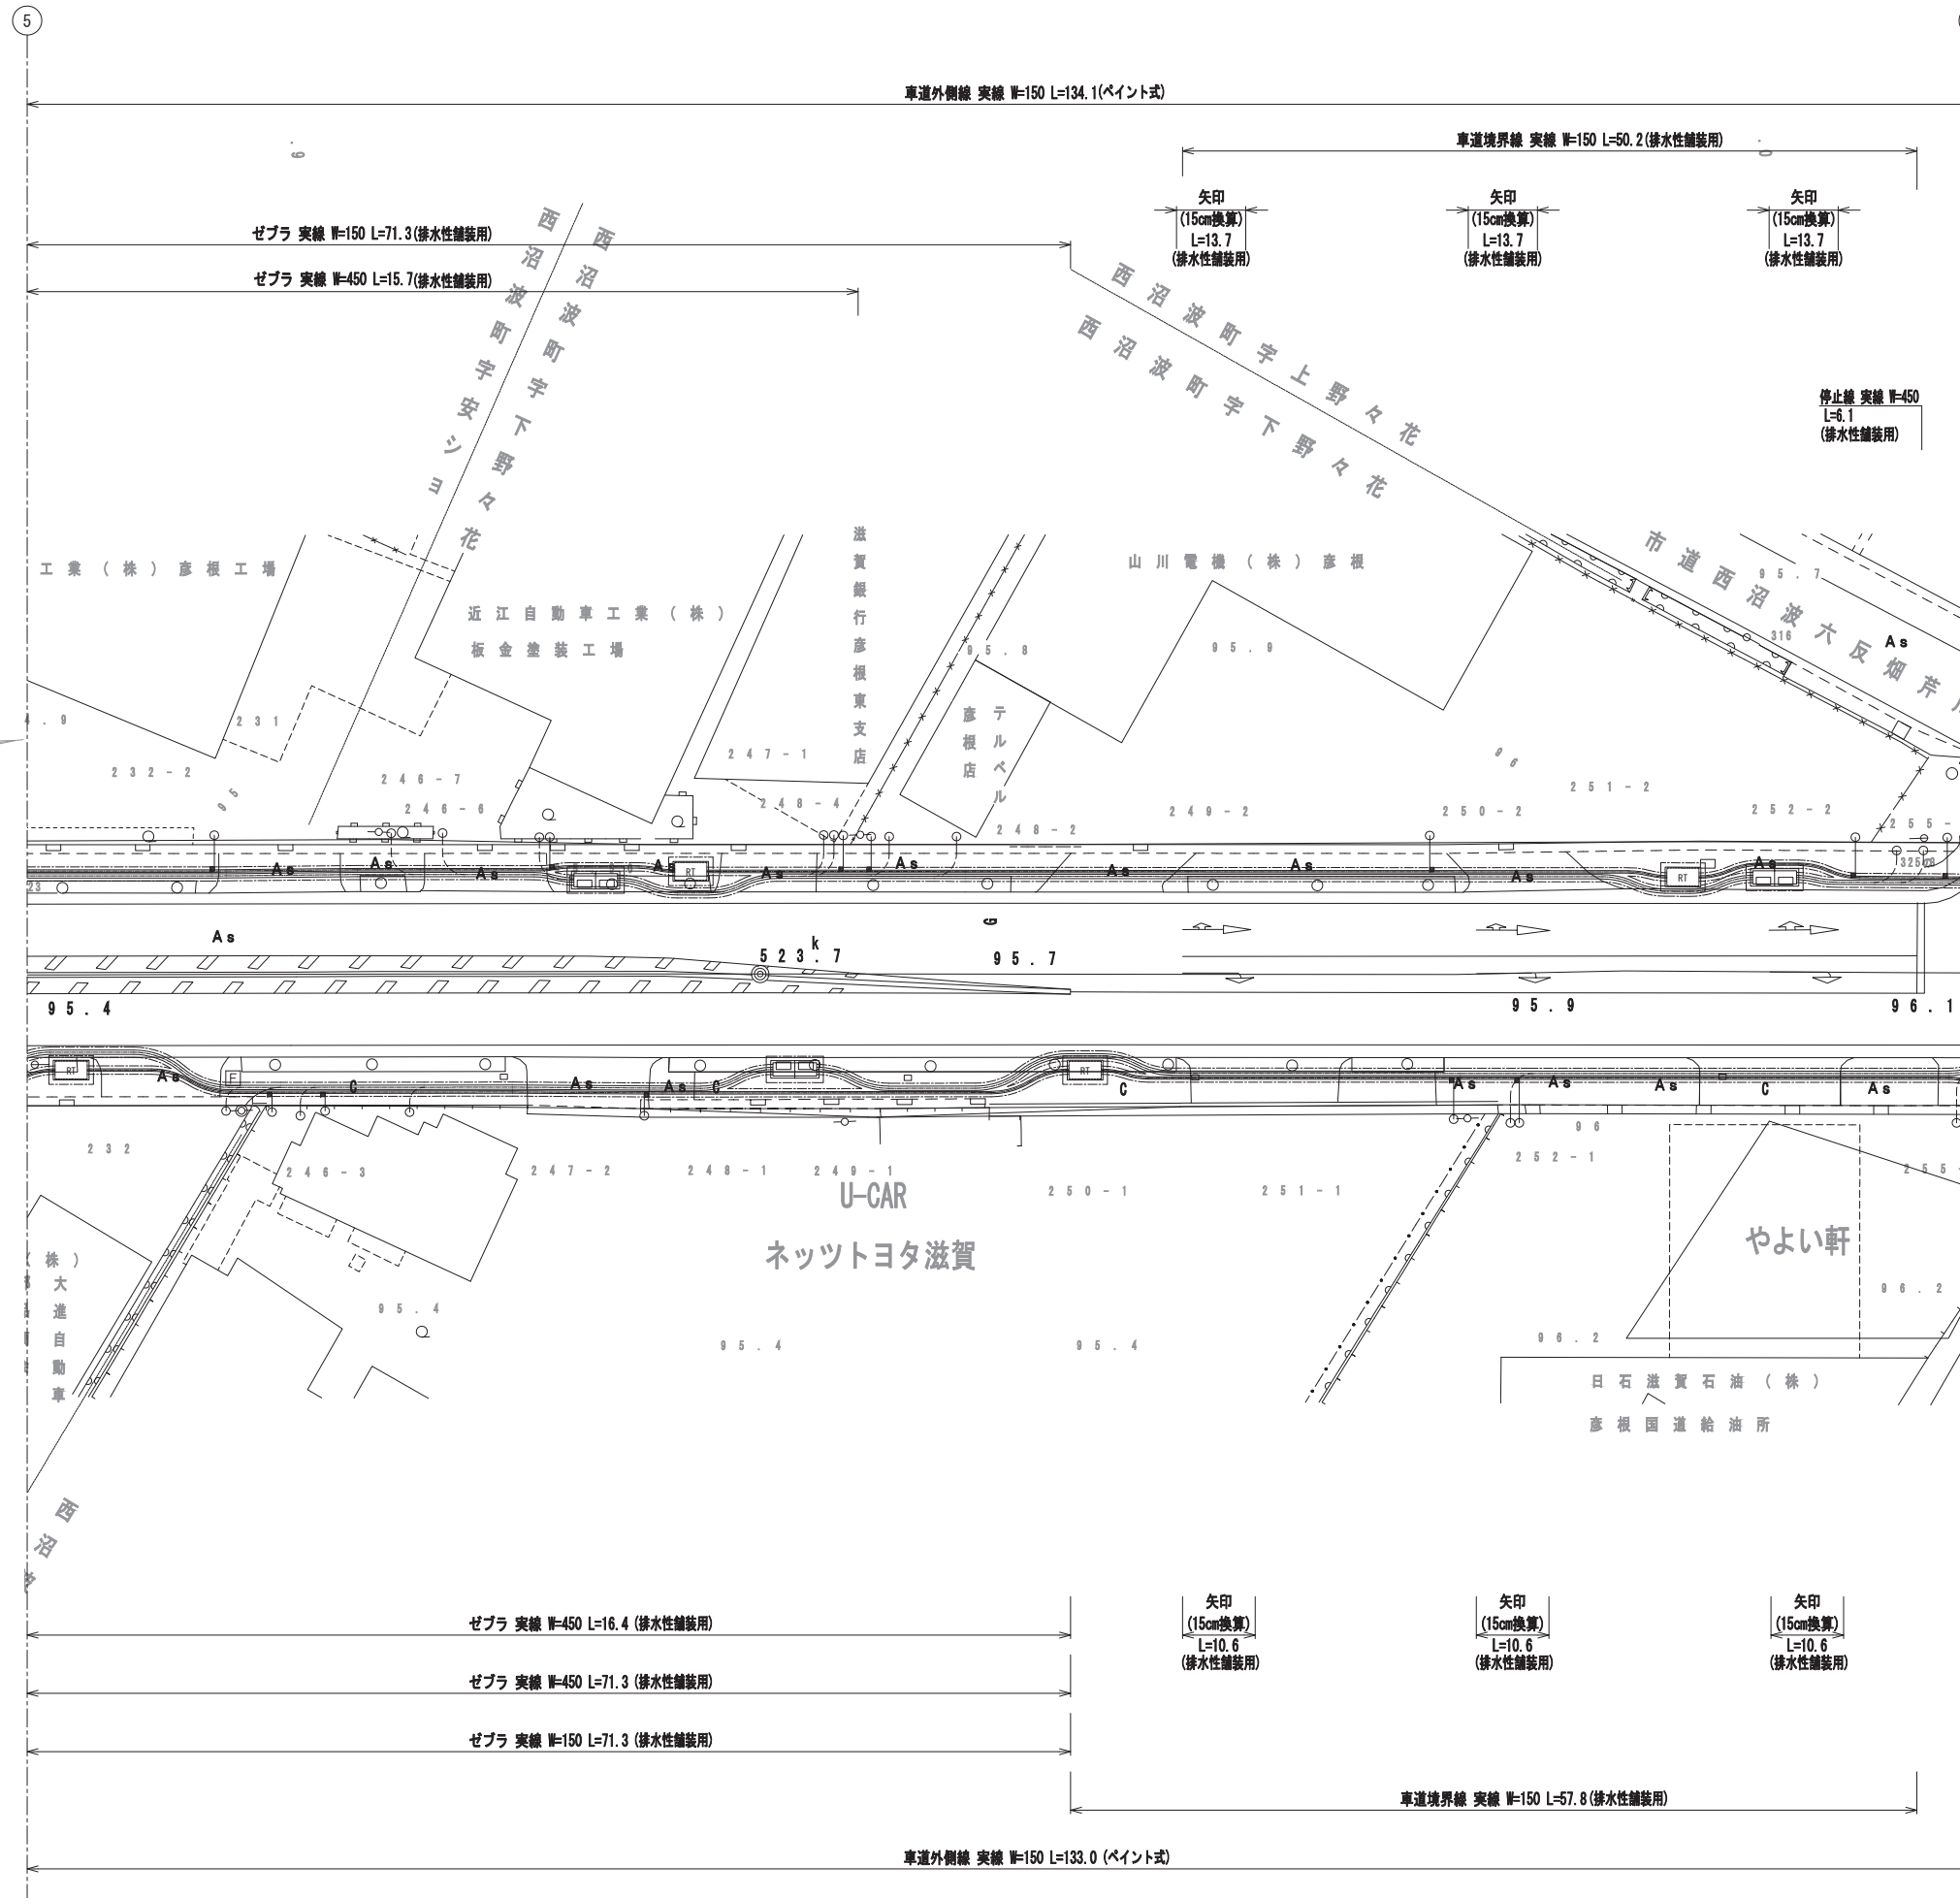 5
車道外側線 実線 W=150 L=134.1(ペイント式)
車道境界線 実線 W=150 L=50.2(排水性舗装用)
矢印
(15cm換算)
L=13.7
(排水性舗装用)
矢印
(15cm換算)
L=13.7
(排水性舗装用)
矢印
(15cm換算)
L=13.7
(排水性舗装用)
ゼブラ 実線 W=150 L=71.3(排水性舗装用)
ゼブラ 実線 W=450 L=15.7(排水性舗装用)
西沼波町字安ショ
西沼波町字下野々花
西沼波町字上野々花
西沼波町字下野々花
停止線 実線 W=450
L=6.1
(排水性舗装用)
工業(株)彦根工場
近江自動車工業(株)
板金塗装工場
滋賀銀行彦根東支店
山川電機(株)彦根
市道西沼波六反畑芹
95.7
316
As
95.8
95.9
彦根店
テルベル
231
232-2
95
246-7
246-6
247-1
248-4
248-2
249-2
250-2
96
251-2
252-2
255-
As
As
As
As
RT
As
As
As
As
As
RT
As
23
As
G
k
523.7
95.7
95.4
95.9
96.1
RT
As
C
As
As
C
RT
C
As
As
As
C
As
232
246-3
247-2
248-1
249-1
250-1
251-1
96
252-1
255-
U-CAR
ネッツトヨタ滋賀
やよい軒
(株)
大進自動車
95.4
95.4
95.4
96.2
96.2
日石滋賀石油(株)
彦根国道給油所
西沼
矢印
(15cm換算)
L=10.6
(排水性舗装用)
矢印
(15cm換算)
L=10.6
(排水性舗装用)
矢印
(15cm換算)
L=10.6
(排水性舗装用)
ゼブラ 実線 W=450 L=16.4 (排水性舗装用)
ゼブラ 実線 W=450 L=71.3 (排水性舗装用)
ゼブラ 実線 W=150 L=71.3 (排水性舗装用)
車道境界線 実線 W=150 L=57.8(排水性舗装用)
車道外側線 実線 W=150 L=133.0 (ペイント式)